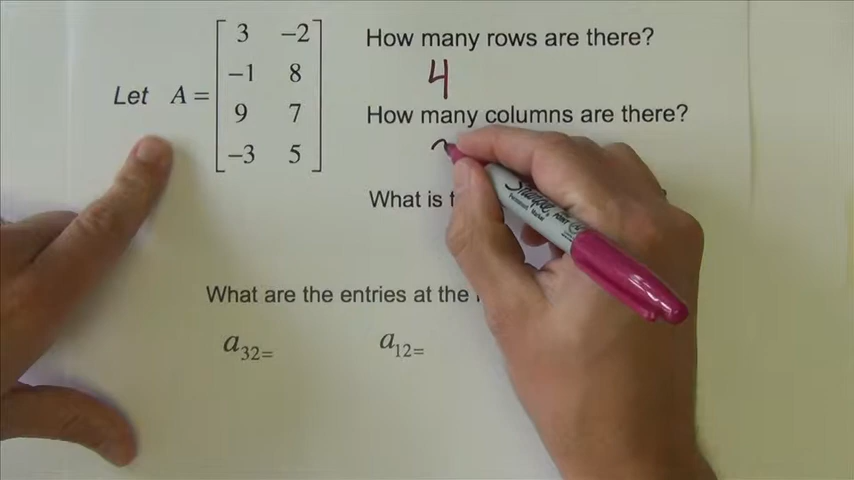 Let A = [ 3 −2
−1 8
9 7
−3 5 ]
How many rows are there?
4
How many columns are there?
What is
What are the entries at the
a32= a12=
Sharpie